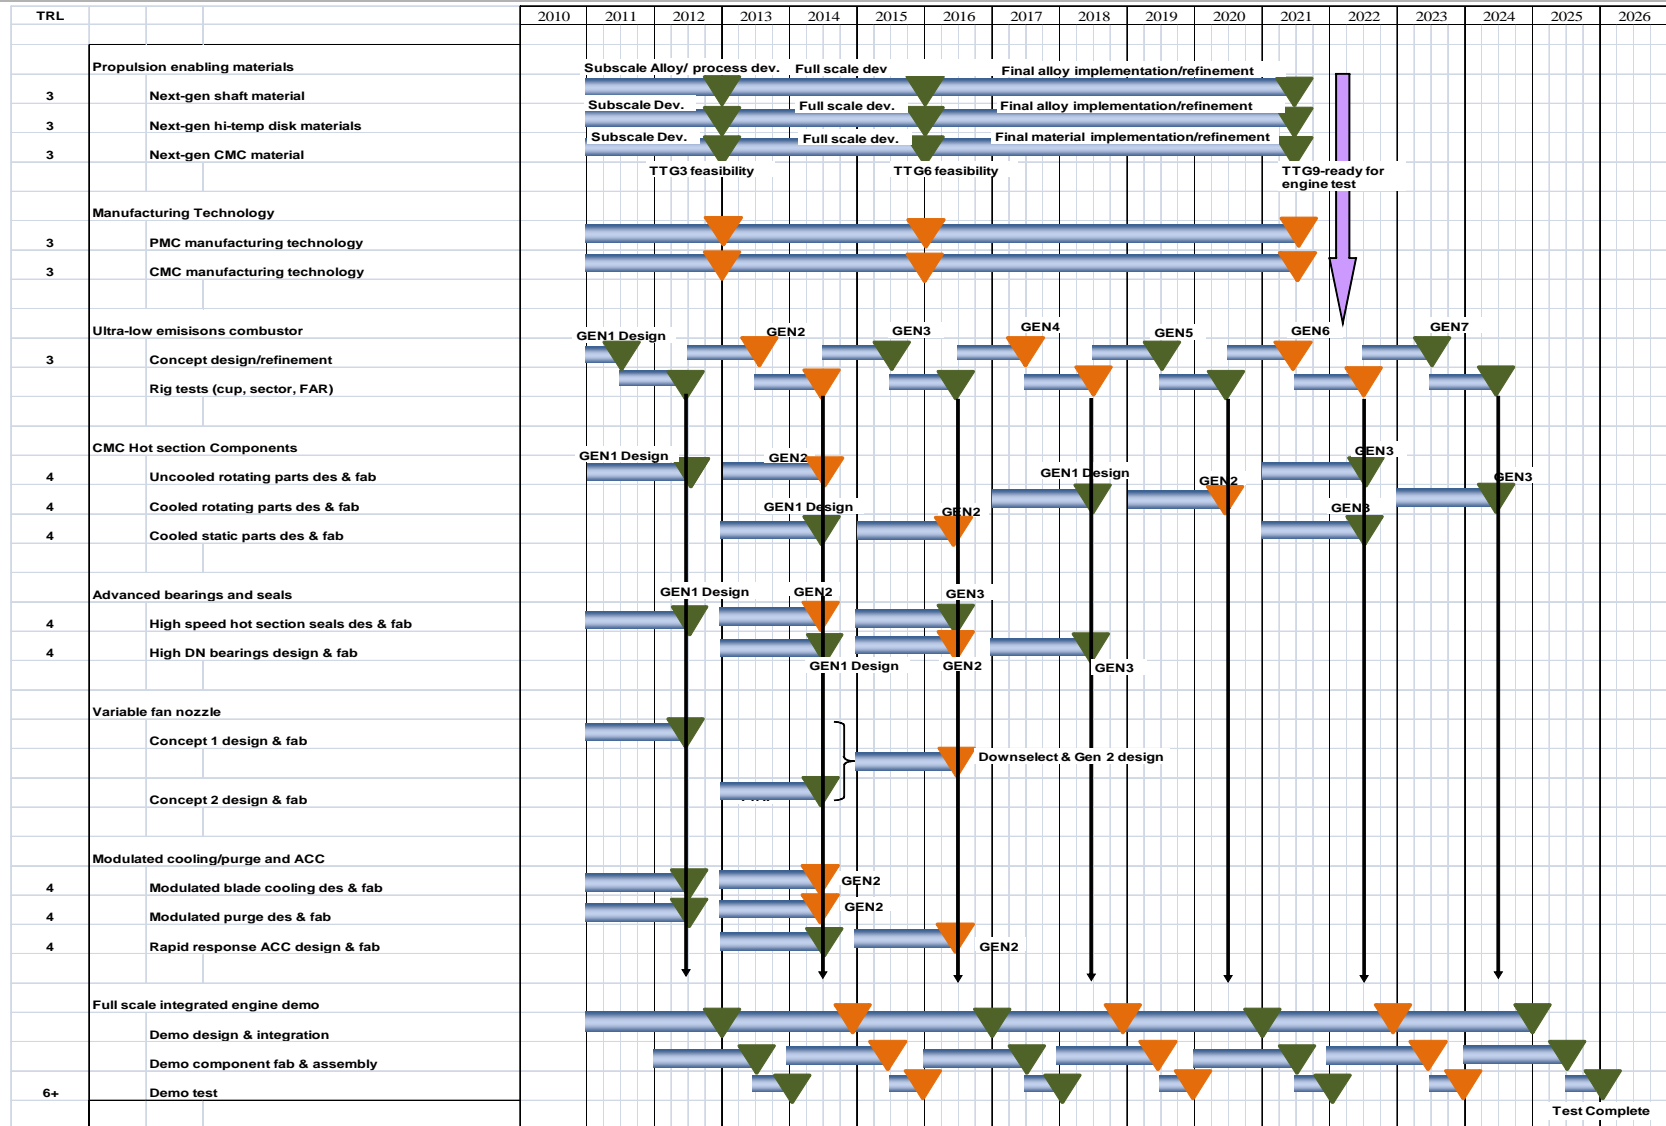 TRL 2010 2011 2012 2013 2014 2015 2016 2017 2018 2019 2020 2021 2022 2023 2024 2025 2026
Propulsion enabling materials
Subscale Alloy/ process dev. Full scale dev Final alloy implementation/refinement
3 Next-gen shaft material
Subscale Dev. Full scale dev. Final alloy implementation/refinement
3 Next-gen hi-temp disk materials
Subscale Dev. Full scale dev. Final material implementation/refinement
3 Next-gen CMC material
TTG3 feasibility TTG6 feasibility TTG9-ready for
engine test
Manufacturing Technology
3 PMC manufacturing technology
3 CMC manufacturing technology
Ultra-low emisisons combustor
GEN1 Design GEN2 GEN3 GEN4 GEN5 GEN6 GEN7
3 Concept design/refinement
Rig tests (cup, sector, FAR)
CMC Hot section Components
GEN1 Design GEN2 GEN3
4 Uncooled rotating parts des & fab
GEN1 Design GEN2 GEN3
4 Cooled rotating parts des & fab
GEN1 Design GEN2 GEN3
4 Cooled static parts des & fab
Advanced bearings and seals
GEN1 Design GEN2 GEN3
4 High speed hot section seals des & fab
4 High DN bearings design & fab
GEN1 Design GEN2 GEN3
Variable fan nozzle
Concept 1 design & fab
Downselect & Gen 2 design
Concept 2 design & fab
Modulated cooling/purge and ACC
4 Modulated blade cooling des & fab GEN2
4 Modulated purge des & fab GEN2
4 Rapid response ACC design & fab GEN2
Full scale integrated engine demo
Demo design & integration
Demo component fab & assembly
6+ Demo test
Test Complete